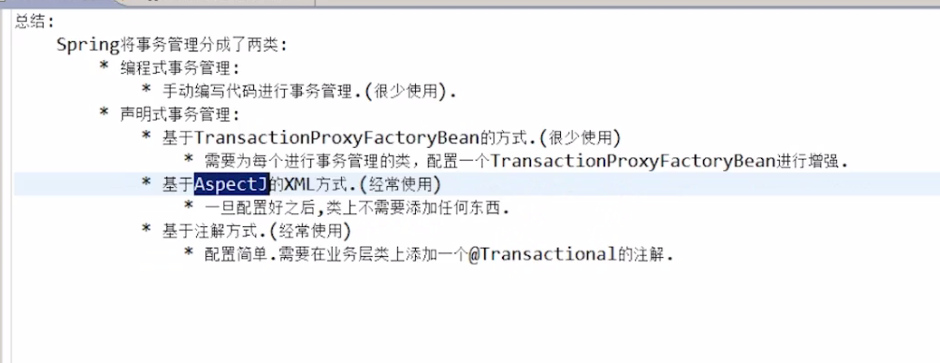 总结:
Spring将事务管理分成了两类:
* 编程式事务管理:
* 手动编写代码进行事务管理.(很少使用).
* 声明式事务管理:
* 基于TransactionProxyFactoryBean的方式.(很少使用)
* 需要为每个进行事务管理的类，配置一个TransactionProxyFactoryBean进行增强.
* 基于AspectJ的XML方式.(经常使用)
* 一旦配置好之后,类上不需要添加任何东西.
* 基于注解方式.(经常使用)
* 配置简单.需要在业务层类上添加一个@Transactional的注解.